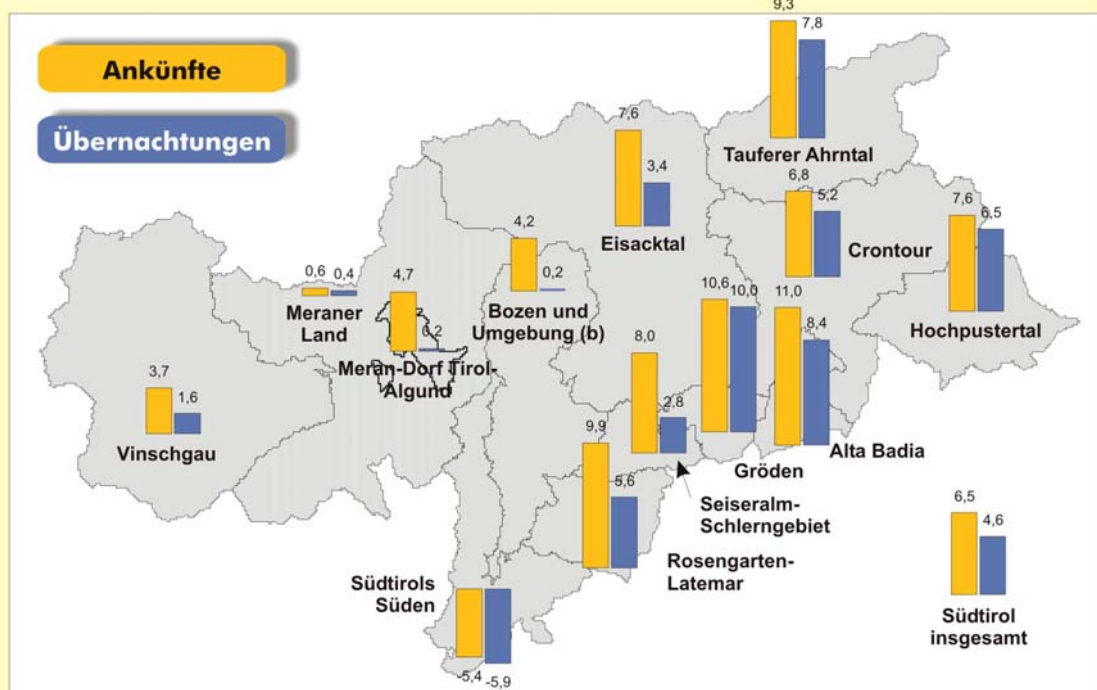 Ankünfte
Übernachtungen
9,3
7,8
Tauferer Ahrntal
7,6
3,4
Eisacktal
6,8
5,2
Crontour
7,6
6,5
Hochpustertal
4,2
0,2
Bozen und
Umgebung (b)
0,6
0,4
Meraner
Land
4,7
0,2
Meran-Dorf Tirol-
Algund
3,7
1,6
Vinschgau
10,6
10,0
Gröden
11,0
8,4
Alta Badia
8,0
2,8
Seiseralm-
Schlerngebiet
9,9
5,6
Rosengarten-
Latemar
Südtirols
Süden
-5,4
-5,9
6,5
4,6
Südtirol
insgesamt